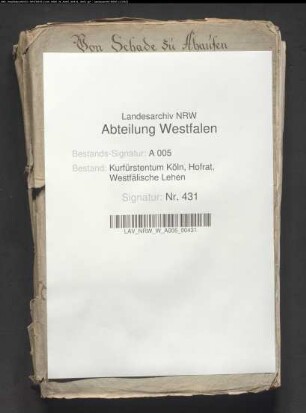 Von Schade zu Ahausen
Landesarchiv NRW
Abteilung Westfalen
Bestands-Signatur: A 005
Bestand: Kurfürstentum Köln, Hofrat,
Westfälische Lehen
Signatur: Nr. 431
LAV_NRW_W_A005_00431